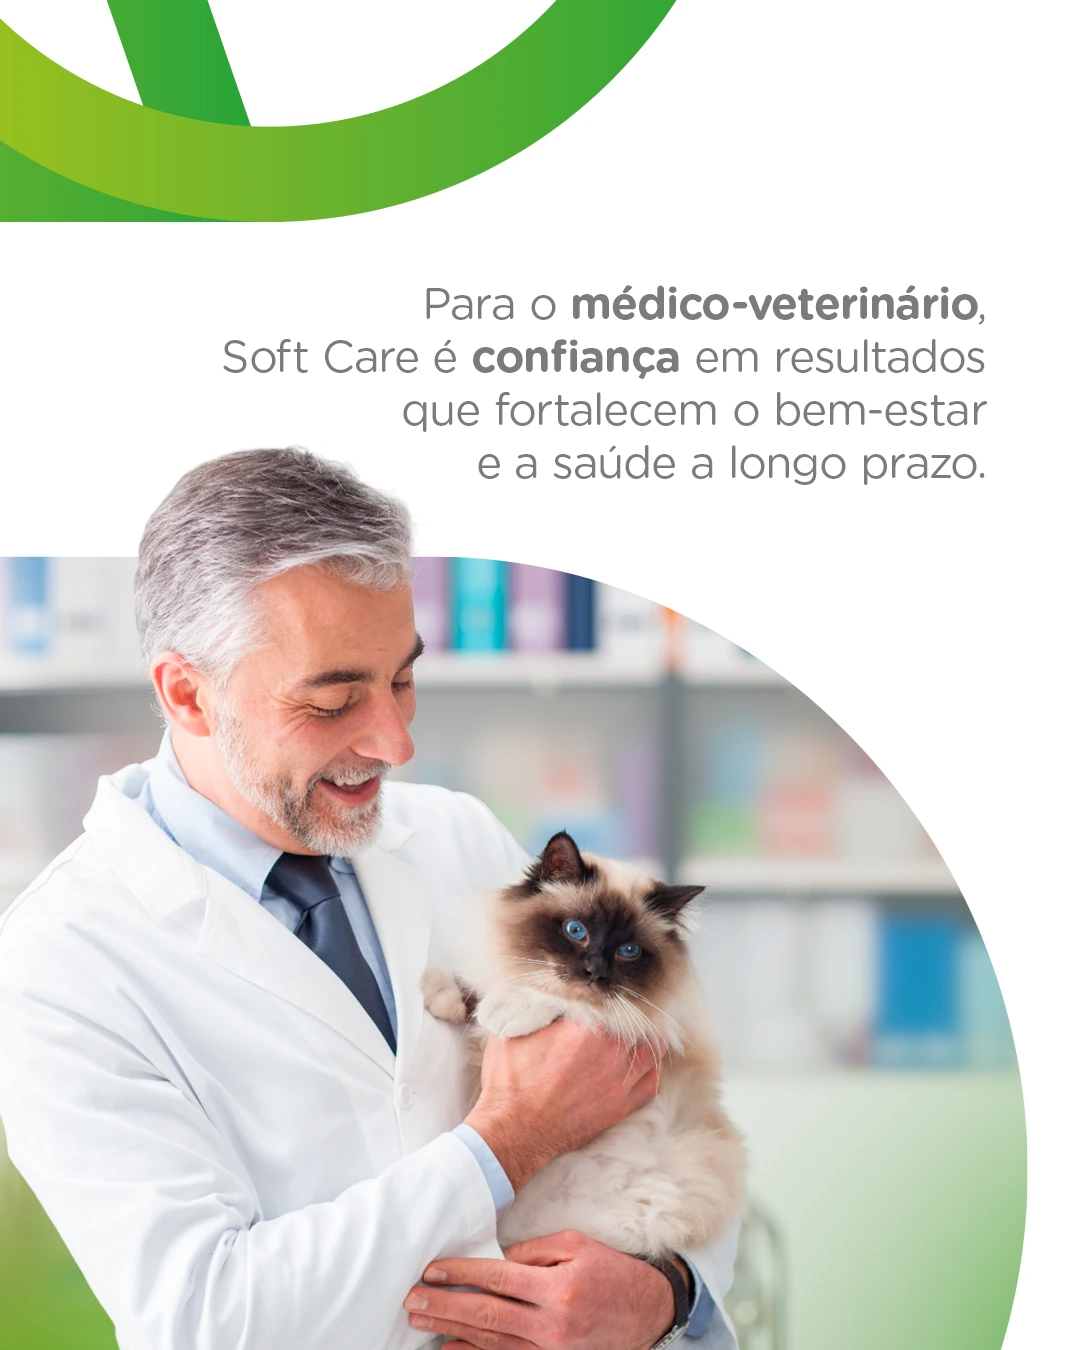 Para o médico-veterinário,
Soft Care é confiança em resultados
que fortalecem o bem-estar
e a saúde a longo prazo.